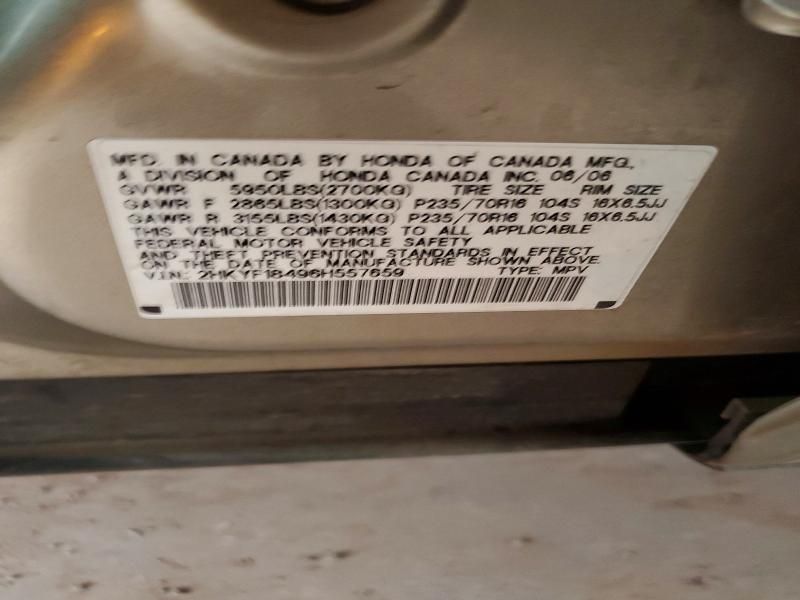 MFD. IN CANADA BY HONDA OF CANADA MFG.,
A DIVISION OF HONDA CANADA INC. 06/06
GVWR 5950LBS(2700KG) TIRE SIZE RIM SIZE
GAWR F 2865LBS(1300KG) P235/70R16 104S 16X6.5JJ
GAWR R 3155LBS(1430KG) P235/70R16 104S 16X6.5JJ
THIS VEHICLE CONFORMS TO ALL APPLICABLE
FEDERAL MOTOR VEHICLE SAFETY
AND THEFT PREVENTION STANDARDS IN EFFECT
ON THE DATE OF MANUFACTURE SHOWN ABOVE.
V.I.N.: 2HKYF18496H557659 TYPE: MPV